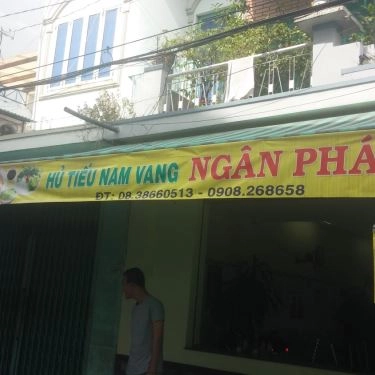 HỦ TIẾU NAM VANG NGÂN PHÁ
ĐT: 08.38660513 - 0908.268658